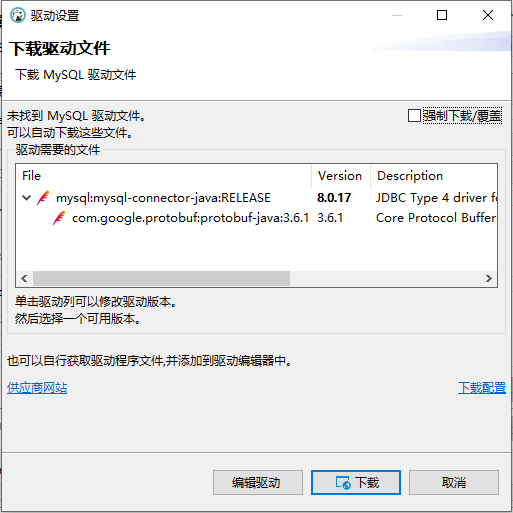 驱动设置
下载驱动文件
下载 MySQL 驱动文件
未找到 MySQL 驱动文件。
强制下载/覆盖
可以自动下载这些文件。
驱动需要的文件
File Version Description
mysql:mysql-connector-java:RELEASE 8.0.17 JDBC Type 4 driver fo
com.google.protobuf:protobuf-java:3.6.1 3.6.1 Core Protocol Buffer
单击驱动列可以修改驱动版本。
然后选择一个可用版本。
也可以自行获取驱动程序文件,并添加到驱动编辑器中。
供应商网站 下载配置
编辑驱动 下载 取消